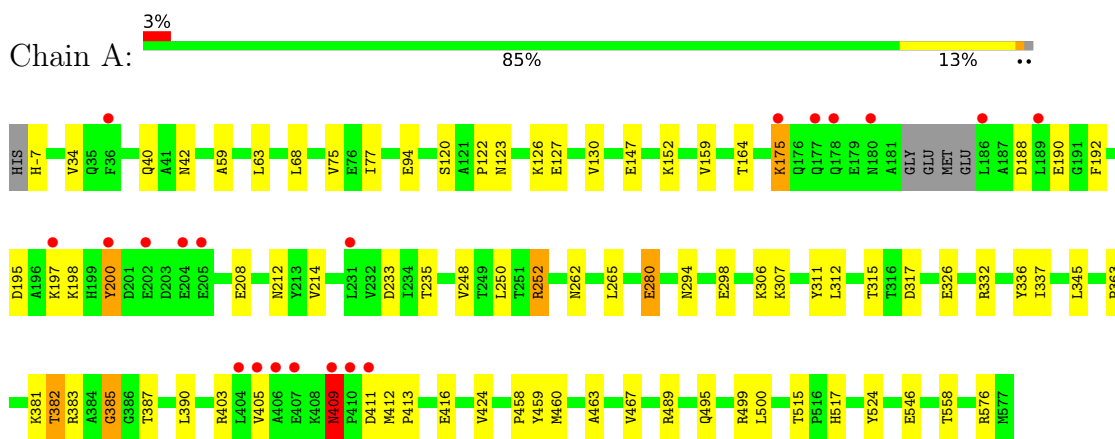 3%
Chain A:
85% 13% ••
HIS H-7 V34 Q35 F36 Q40 A41 N42 A59 L63 L68 V75 E76 I77 E94 S120 A121 P122 N123 K126 E127 V130 E147 K152 V159 T164 K175 Q176 Q177 Q178 E179 N180 A181 GLY GLU MET GLU L186 A187 D188 L189 E190 G191 F192
D195 A196 K197 K198 H199 Y200 D201 E202 D203 E204 E205 E208 N212 Y213 V214 L231 V232 D233 I234 T235 V248 T249 L250 T251 R252 N262 L265 E280 N294 E298 K306 K307 Y311 L312 T315 T316 D317 E326 R332 Y336 I337 L345
K381 T382 R383 A384 G385 G386 T387 L390 R403 L404 V405 A406 E407 K408 N409 P410 D411 M412 P413 E416 V424 P458 Y459 M460 A463 V467 R489 Q495 R499 L500 T515 P516 H517 Y524 E546 T558 R576 M577